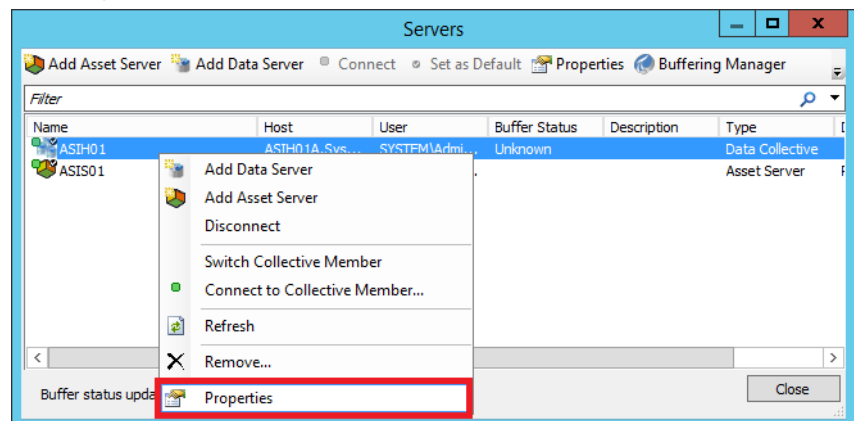 Servers
Add Asset Server Add Data Server Connect Set as Default Properties Buffering Manager
Filter
Name Host User Buffer Status Description Type
ASIH01 ASIH01A.Sys... SYSTEM\Admi... Unknown Data Collective
ASIS01 Asset Server
Add Data Server
Add Asset Server
Disconnect
Switch Collective Member
Connect to Collective Member...
Refresh
Remove...
Properties
Buffer status upda
Close